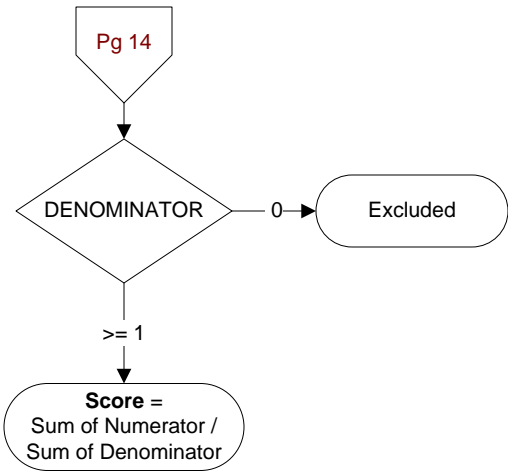 Pg 14
DENOMINATOR
0
Excluded
>= 1
Score =
Sum of Numerator /
Sum of Denominator